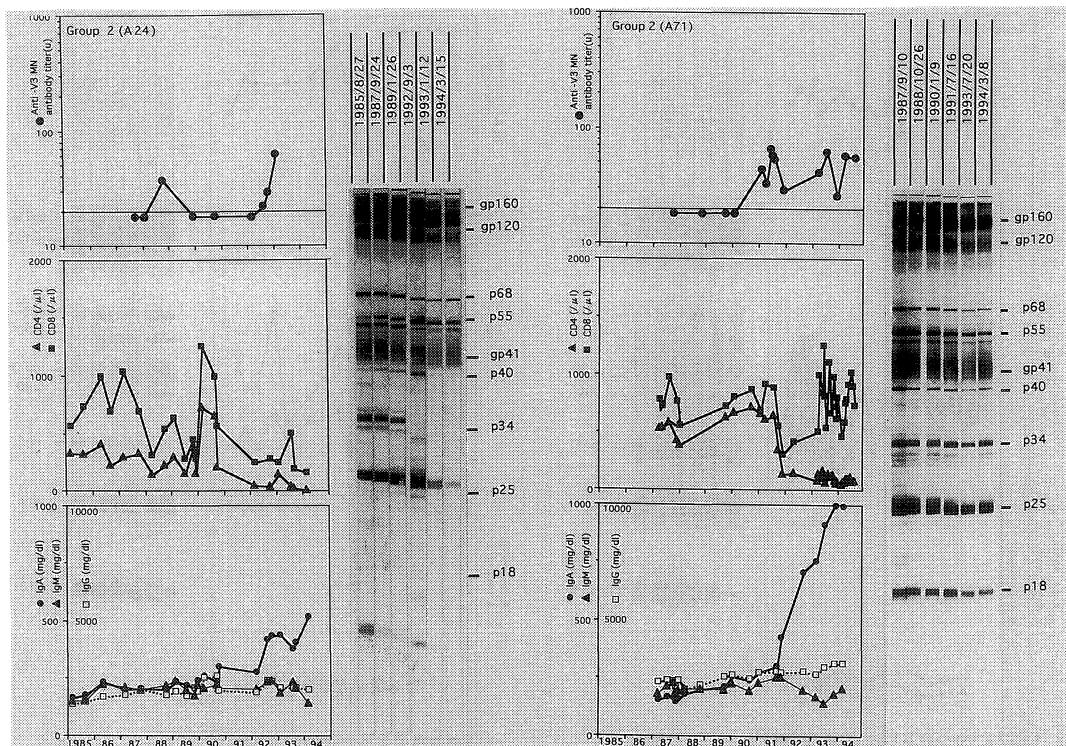 Group 2 (A24)
1000
100
10
Anti -V3 MN
antibody titer(u)
2000
1000
0
CD4 (/µl)
CD8 (/µl)
1000
500
0
10000
5000
IgA (mg/dl)
IgM (mg/dl)
IgG (mg/dl)
1985 86 87 88 89 90 91 92 93 94
1985/8/27
1987/9/24
1989/1/26
1992/9/3
1993/1/12
1994/3/15
gp160
gp120
p68
p55
gp41
p40
p34
p25
p18
Group 2 (A71)
1000
100
10
Anti -V3 MN
antibody titer(u)
2000
1000
0
CD4 (/µl)
CD8 (/µl)
1000
500
0
10000
5000
IgA (mg/dl)
IgM (mg/dl)
IgG (mg/dl)
1985 86 87 88 89 90 91 92 93 94
1987/9/10
1988/10/26
1990/1/9
1991/7/16
1993/7/20
1994/3/8
gp160
gp120
p68
p55
gp41
p40
p34
p25
p18